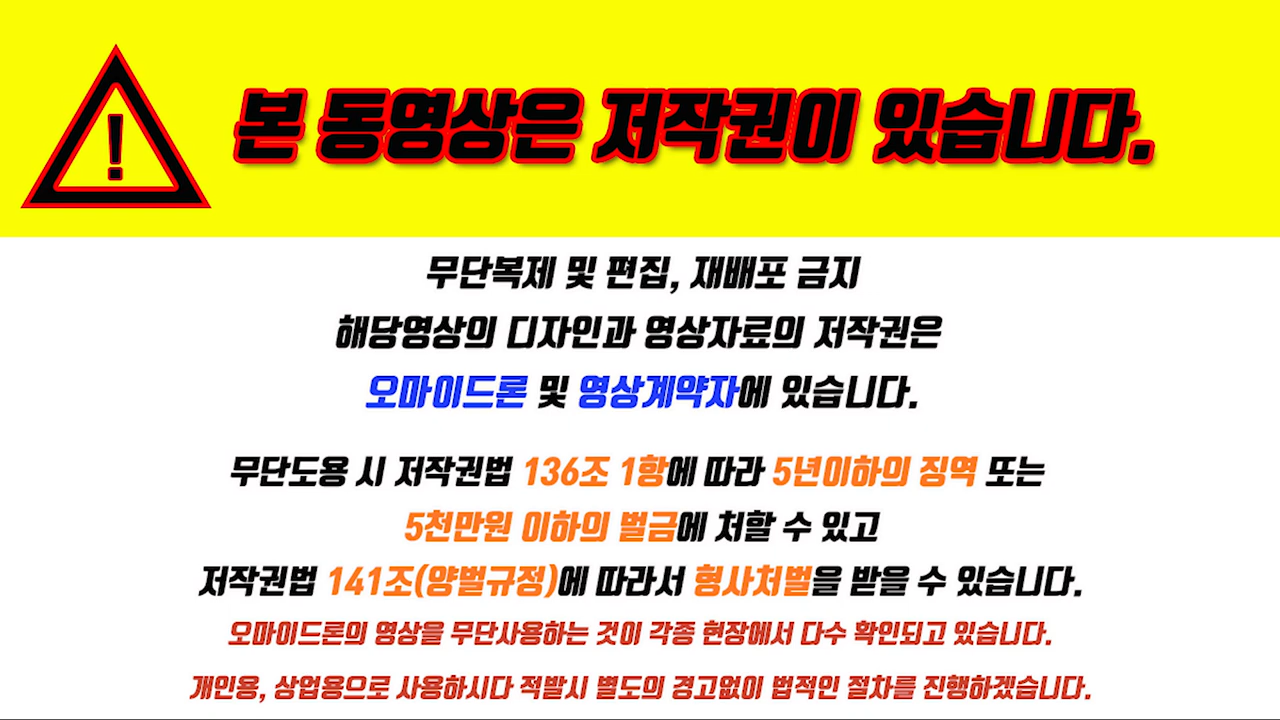 !
본 동영상은 저작권이 있습니다.
무단복제 및 편집, 재배포 금지
해당영상의 디자인과 영상자료의 저작권은
오마이드론 및 영상계약자에 있습니다.
무단도용 시 저작권법 136조 1항에 따라 5년이하의 징역 또는
5천만원 이하의 벌금에 처할 수 있고
저작권법 141조(양벌규정)에 따라서 형사처벌을 받을 수 있습니다.
오마이드론의 영상을 무단사용하는 것이 각종 현장에서 다수 확인되고 있습니다.
개인용, 상업용으로 사용하시다 적발시 별도의 경고없이 법적인 절차를 진행하겠습니다.